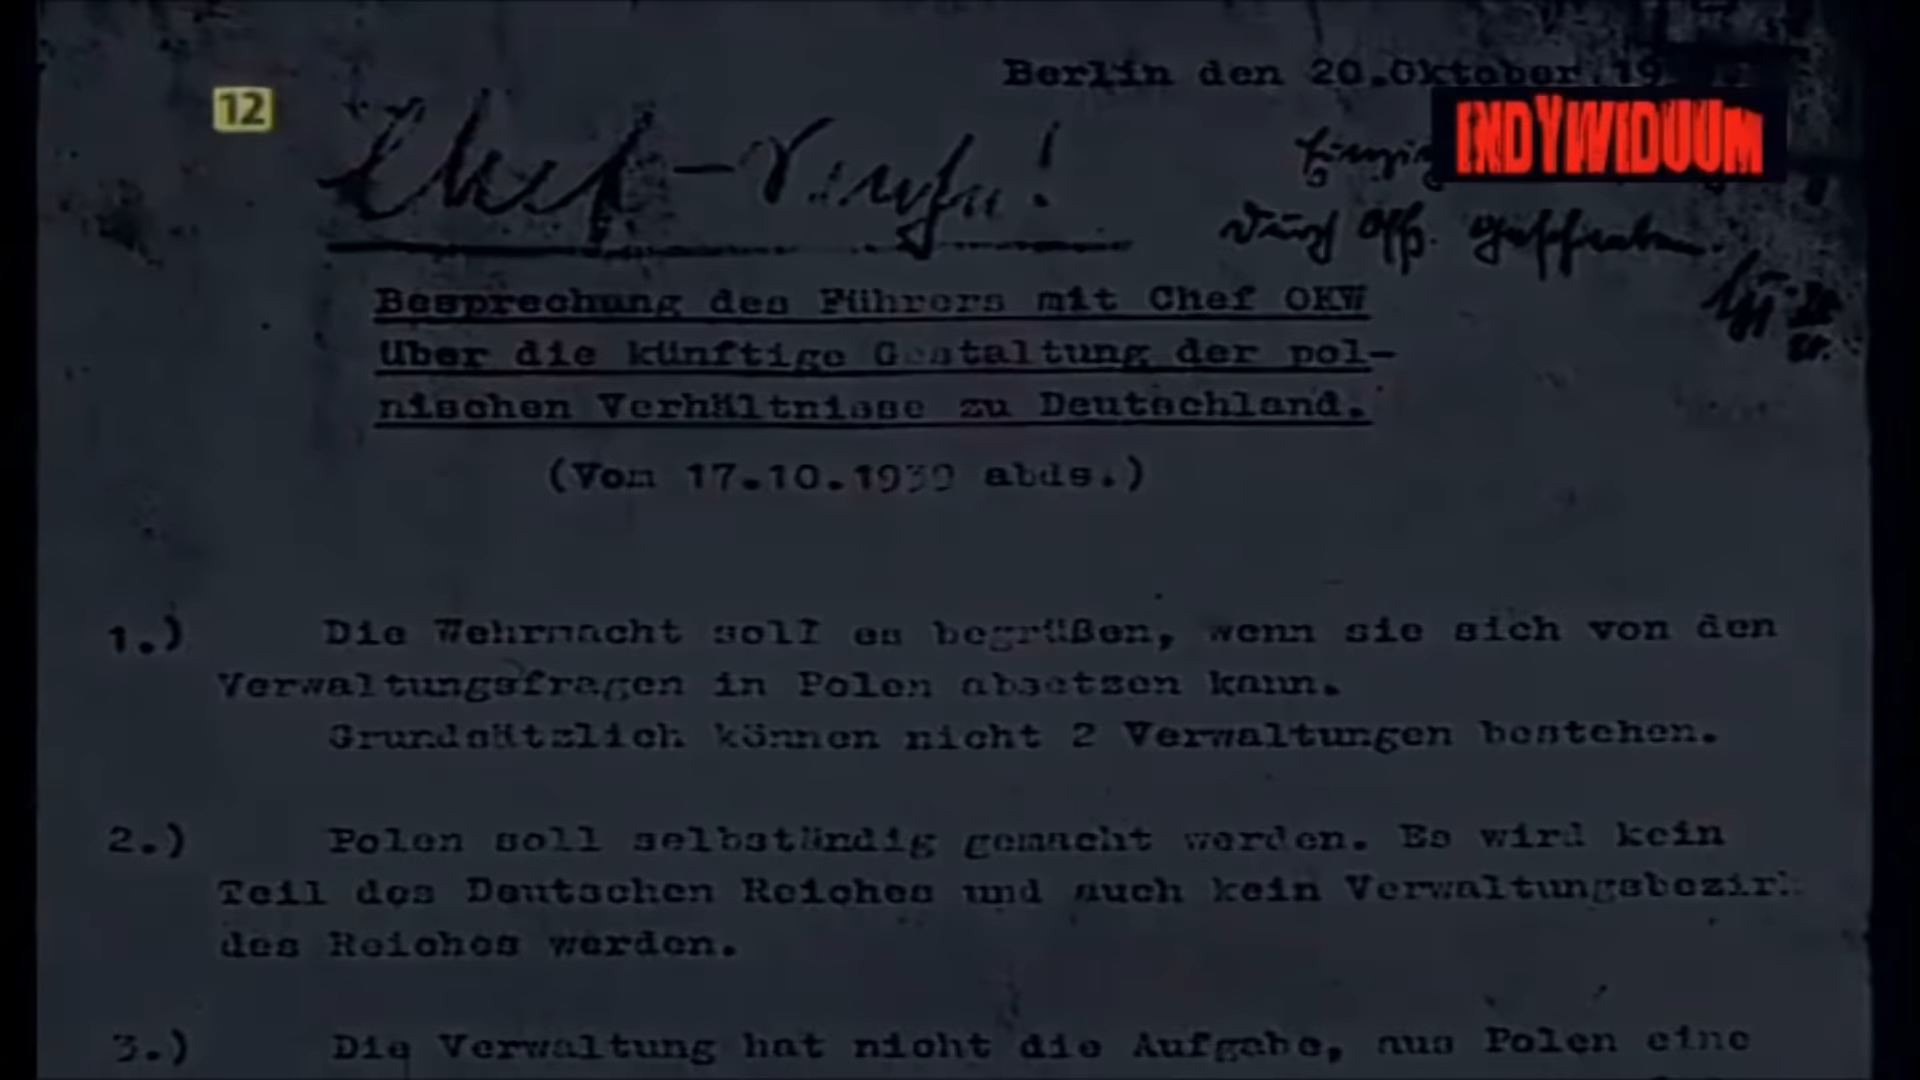 Berlin den 20.Oktober.19
12
INDYWIDUUM
Chef-
durch Off.
Besprechung des Führers mit Chef OKW
über die künftige Gestaltung der pol-
nischen Verhältnisse zu Deutschland.
(Vom 17.10.1939 abds.)
1.) Die Wehrmacht soll es begrüßen, wenn sie sich von den
Verwaltungsfragen in Polen absetzen kann.
Grundsätzlich können nicht 2 Verwaltungen bestehen.
2.) Polen soll selbständig gemacht werden. Es wird kein
Teil des Deutschen Reiches und auch kein Verwaltungsbezirk
des Reiches werden.
3.) Die Verwaltung hat nicht die Aufgabe, aus Polen eine